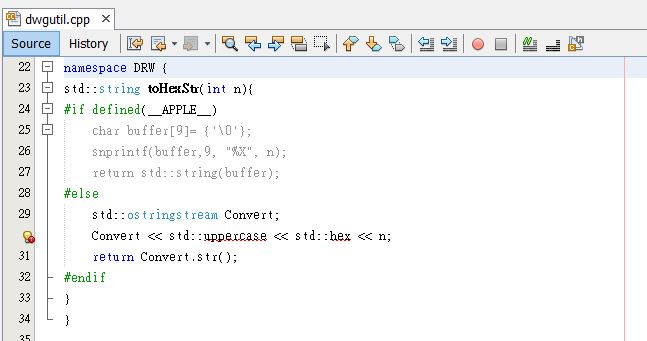 dwgutil.cpp
Source History
22 namespace DRW {
23 std::string toHexStr(int n){
24 #if defined(__APPLE__)
25 char buffer[9]= {'\0'};
26 snprintf(buffer,9, "%X", n);
27 return std::string(buffer);
28 #else
29 std::ostringstream Convert;
Convert << std::uppercase << std::hex << n;
31 return Convert.str();
32 #endif
33 }
34 }
35